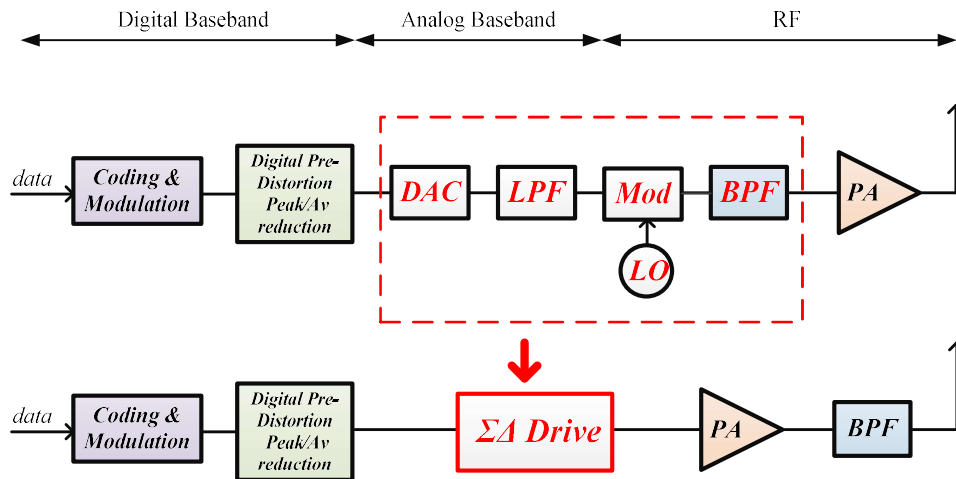 Digital Baseband
Analog Baseband
RF
data
Coding &
Modulation
Digital Pre-
Distortion
Peak/Av
reduction
DAC
LPF
Mod
BPF
PA
LO
data
Coding &
Modulation
Digital Pre-
Distortion
Peak/Av
reduction
ΣΔ Drive
PA
BPF